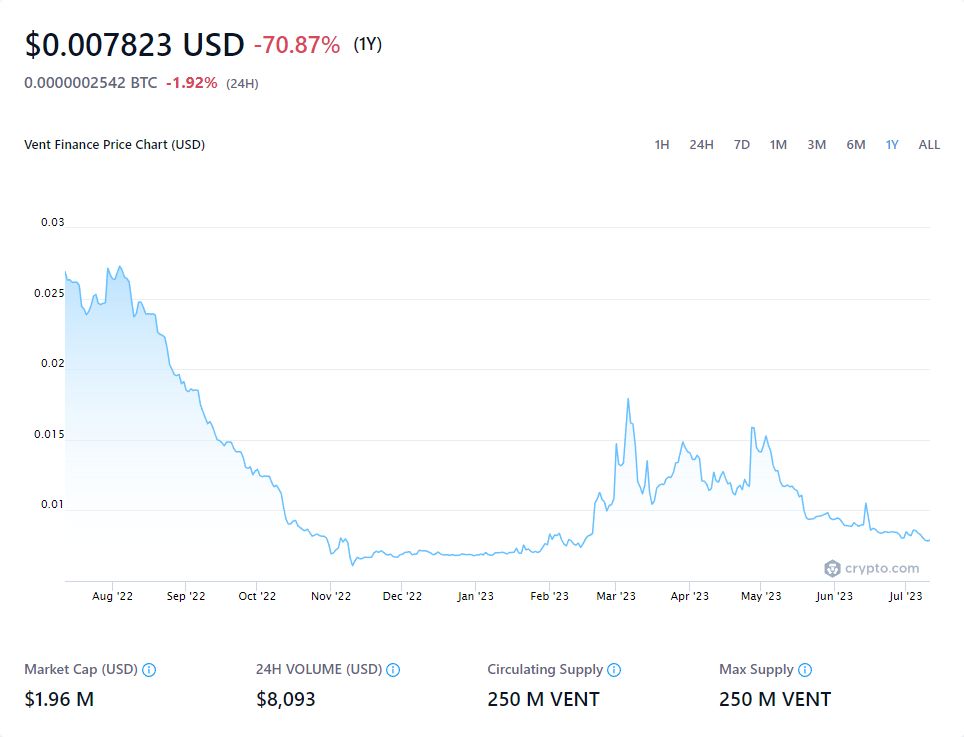 $0.007823 USD -70.87% (1Y)
0.0000002542 BTC -1.92% (24H)
Vent Finance Price Chart (USD) 1H 24H 7D 1M 3M 6M 1Y ALL
0.03
0.025
0.02
0.015
0.01
crypto.com
Aug '22 Sep '22 Oct '22 Nov '22 Dec '22 Jan '23 Feb '23 Mar '23 Apr '23 May '23 Jun '23 Jul '23
Market Cap (USD) 24H VOLUME (USD) Circulating Supply Max Supply
$1.96 M $8,093 250 M VENT 250 M VENT